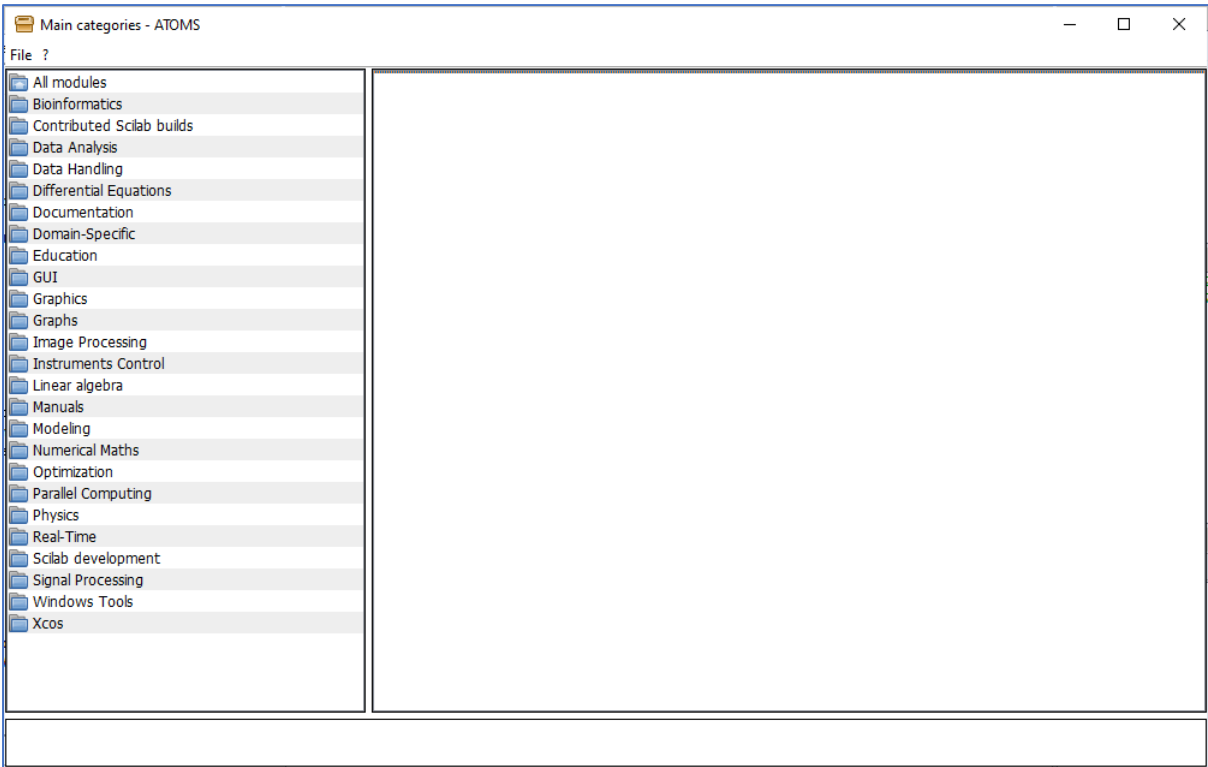 Main categories - ATOMS
File ?
All modules
Bioinformatics
Contributed Scilab builds
Data Analysis
Data Handling
Differential Equations
Documentation
Domain-Specific
Education
GUI
Graphics
Graphs
Image Processing
Instruments Control
Linear algebra
Manuals
Modeling
Numerical Maths
Optimization
Parallel Computing
Physics
Real-Time
Scilab development
Signal Processing
Windows Tools
Xcos